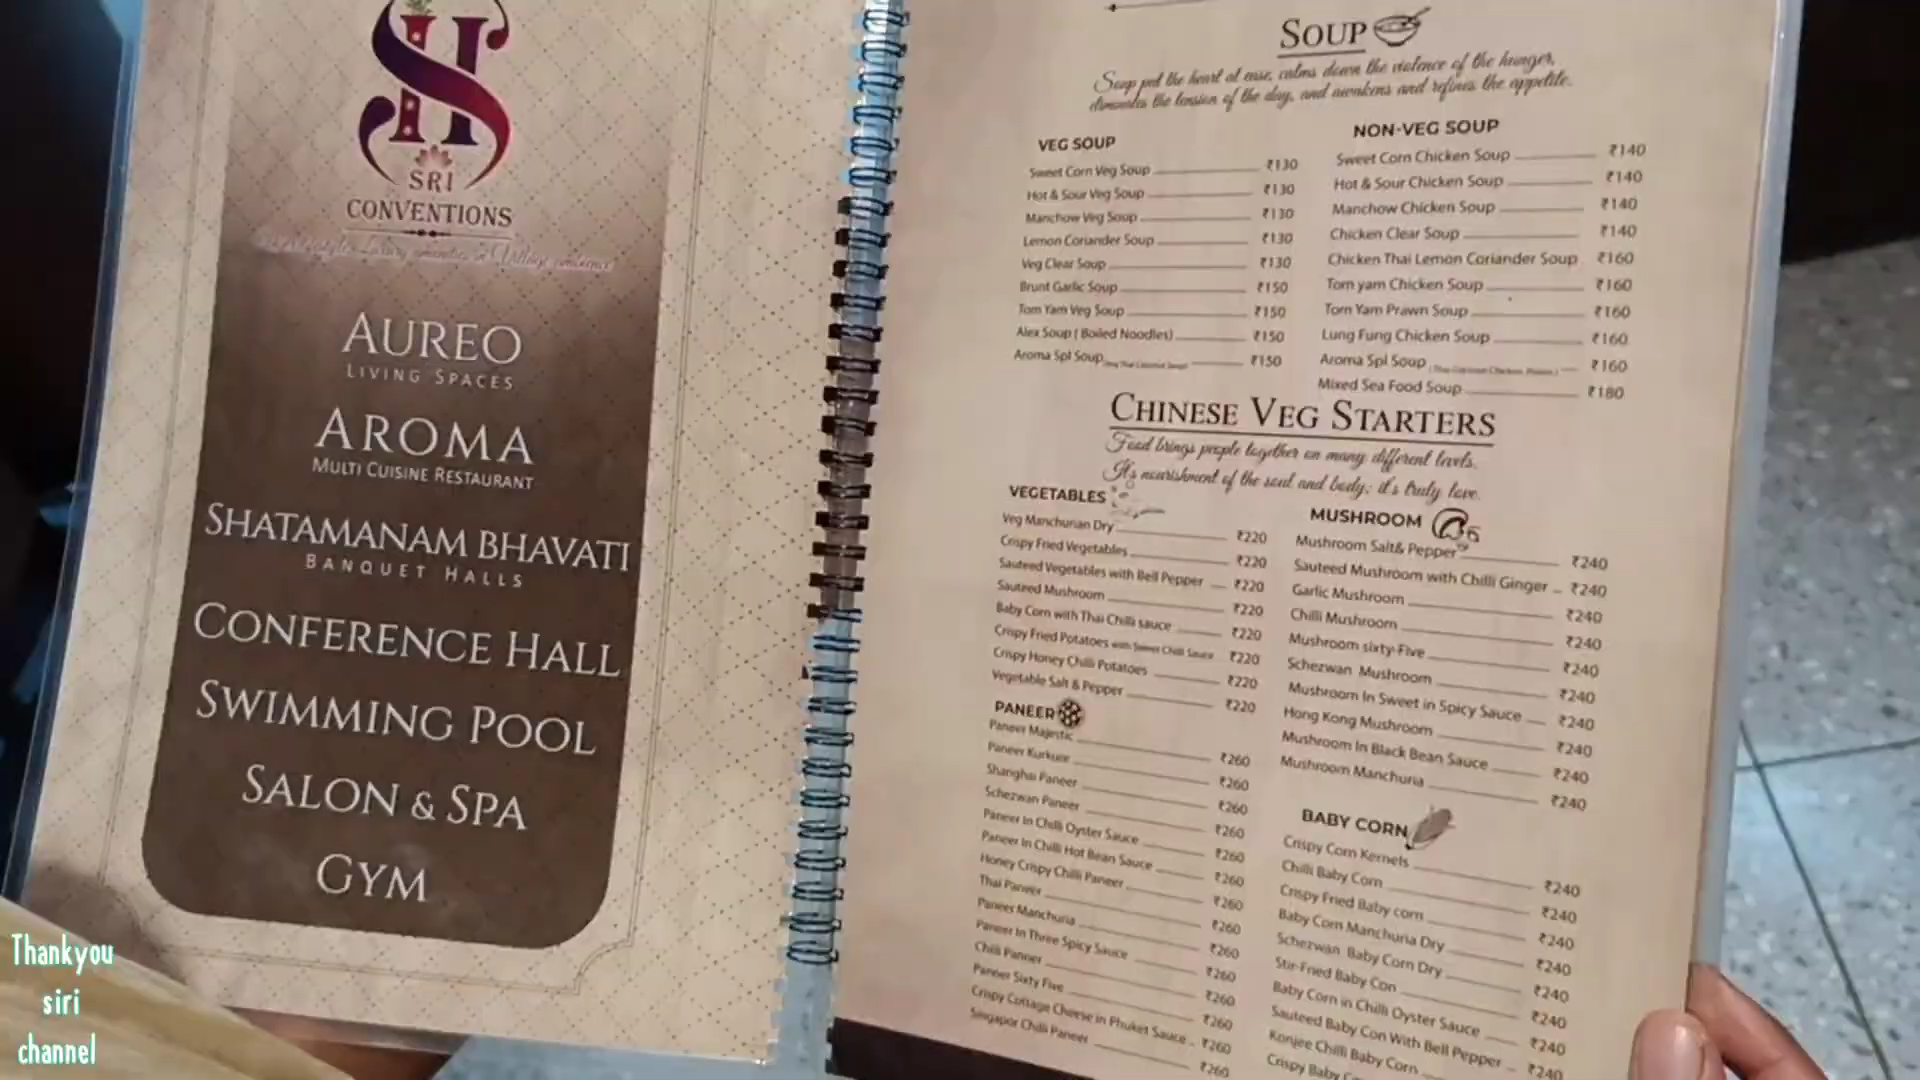 SRI
CONVENTIONS
AUREO
LIVING SPACES
AROMA
MULTI CUISINE RESTAURANT
SHATAMANAM BHAVATI
BANQUET HALLS
CONFERENCE HALL
SWIMMING POOL
SALON & SPA
GYM
SOUP
Soup put the heart at ease, calms down the violence of the hunger,
eliminates the tension of the day, and awakens and refines the appetite.
VEG SOUP
Sweet Corn Veg Soup ₹130
Hot & Sour Veg Soup ₹130
Manchow Veg Soup ₹130
Lemon Coriander Soup ₹130
Veg Clear Soup ₹130
Brunt Garlic Soup ₹150
Tom Yam Veg Soup ₹150
Alex Soup ( Boiled Noodles) ₹150
Aroma Spl Soup ₹150
NON-VEG SOUP
Sweet Corn Chicken Soup ₹140
Hot & Sour Chicken Soup ₹140
Manchow Chicken Soup ₹140
Chicken Clear Soup ₹140
Chicken Thai Lemon Coriander Soup ₹160
Tom yam Chicken Soup ₹160
Tom Yam Prawn Soup ₹160
Lung Fung Chicken Soup ₹160
Aroma Spl Soup ₹160
Mixed Sea Food Soup ₹180
CHINESE VEG STARTERS
Food brings people together on many different levels.
It's nourishment of the soul and body; it's truly love.
VEGETABLES
Veg Manchurian Dry ₹220
Crispy Fried Vegetables ₹220
Sauteed Vegetables with Bell Pepper ₹220
Sauteed Mushroom ₹220
Baby Corn with Thai Chilli sauce ₹220
Crispy Fried Potatoes with Sweet Chilli Sauce ₹220
Crispy Honey Chilli Potatoes ₹220
Vegetable Salt & Pepper ₹220
PANEER
Paneer Majestic ₹260
Paneer Kurkure ₹260
Shanghai Paneer ₹260
Schezwan Paneer ₹260
Paneer In Chilli Oyster Sauce ₹260
Paneer In Chilli Hot Bean Sauce ₹260
Honey Crispy Chilli Paneer ₹260
Thai Paneer ₹260
Paneer Manchuria ₹260
Paneer In Three Spicy Sauce ₹260
Chilli Panner ₹260
Panner Sixty Five ₹260
Crispy Cottage Cheese in Phuket Sauce ₹260
Singapor Chilli Paneer ₹260
MUSHROOM
Mushroom Salt& Pepper ₹240
Sauteed Mushroom with Chilli Ginger ₹240
Garlic Mushroom ₹240
Chilli Mushroom ₹240
Mushroom sixty-Five ₹240
Schezwan Mushroom ₹240
Mushroom In Sweet in Spicy Sauce ₹240
Hong Kong Mushroom ₹240
Mushroom In Black Bean Sauce ₹240
Mushroom Manchuria ₹240
BABY CORN
Crispy Corn Kernels ₹240
Chilli Baby Corn ₹240
Crispy Fried Baby corn ₹240
Baby Corn Manchuria Dry ₹240
Schezwan Baby Corn Dry ₹240
Stir-Fried Baby Con ₹240
Baby Corn in Chilli Oyster Sauce ₹240
Sauteed Baby Con With Bell Pepper ₹240
Konjee Chilli Baby Corn
Crispy Baby
Thankyou
siri
channel